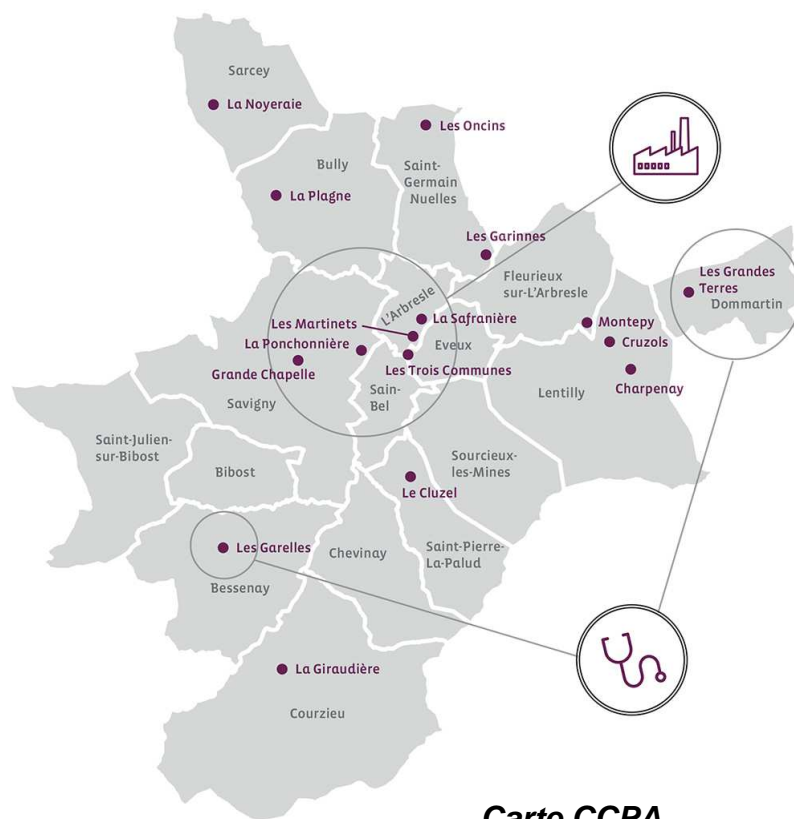 Sarcey
La Noyeraie
Les Oncins
Bully
Saint-
Germain
Nuelles
La Plagne
Les Garinnes
Fleurieux
sur-L'Arbresle
Les Grandes
Terres
Dommartin
L'Arbresle
La Safranière
Les Martinets
Montepy
La Ponchonnière
Eveux
Cruzols
Les Trois Communes
Grande Chapelle
Charpenay
Sain-
Bel
Lentilly
Savigny
Saint-Julien-
sur-Bibost
Sourcieux-
les-Mines
Bibost
Le Cluzel
Les Garelles
Chevinay
Saint-Pierre-
La-Palud
Bessenay
La Giraudière
Courzieu
Carte CCPA